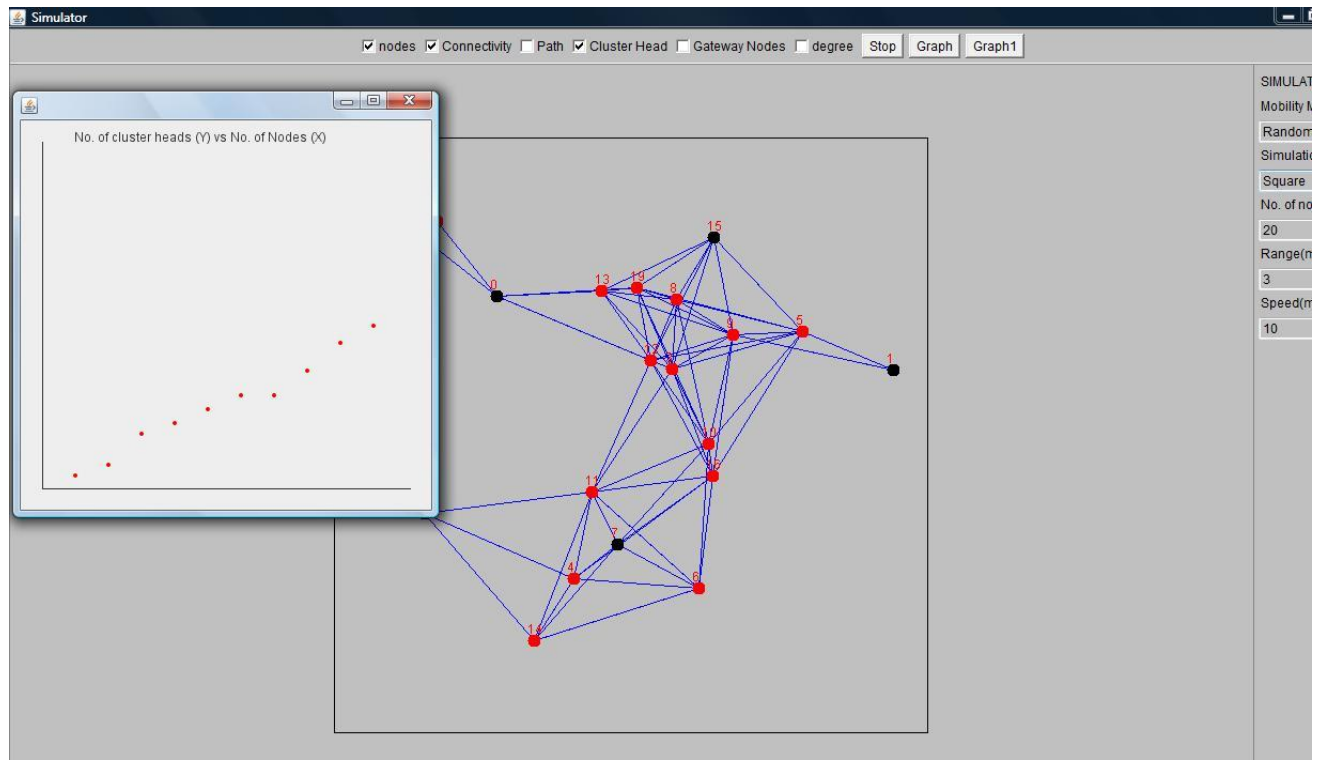 Simulator
nodes Connectivity Path Cluster Head Gateway Nodes degree Stop Graph Graph1
No. of cluster heads (Y) vs No. of Nodes (X)
SIMULAT
Mobility M
Random
Simulatio
Square
No. of no
20
Range(m
3
Speed(m
10
15
0
13
19
8
9
5
1
11
7
4
6
14